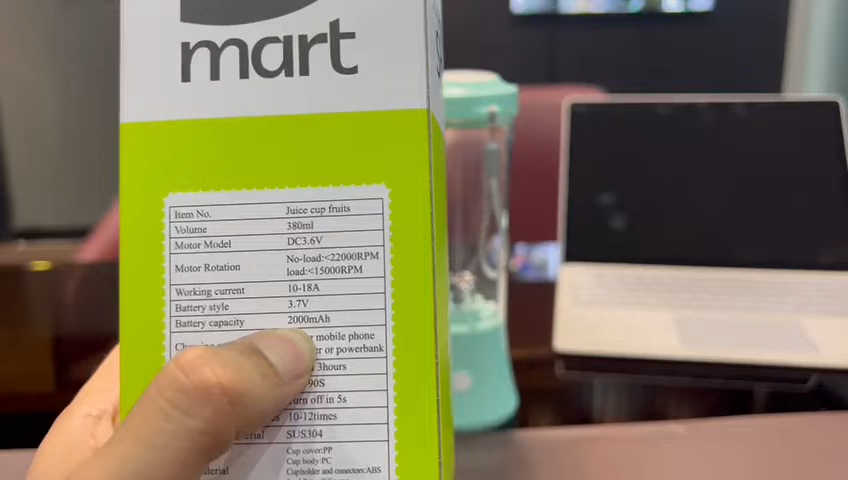 mart
Item No. Juice cup fruits
Volume 380ml
Motor Model DC3.6V
Motor Rotation No-load:<22000RPM
load:<15000RPM
Working current 10-18A
Battery style 3.7V
Battery capacity 2000mAh
mobile phone
or powerbank
3hours
90S
off in 5s
10-12times
SUS304
Cup cover:PP
Cup body:PC
Cupholder and connectors:ABS